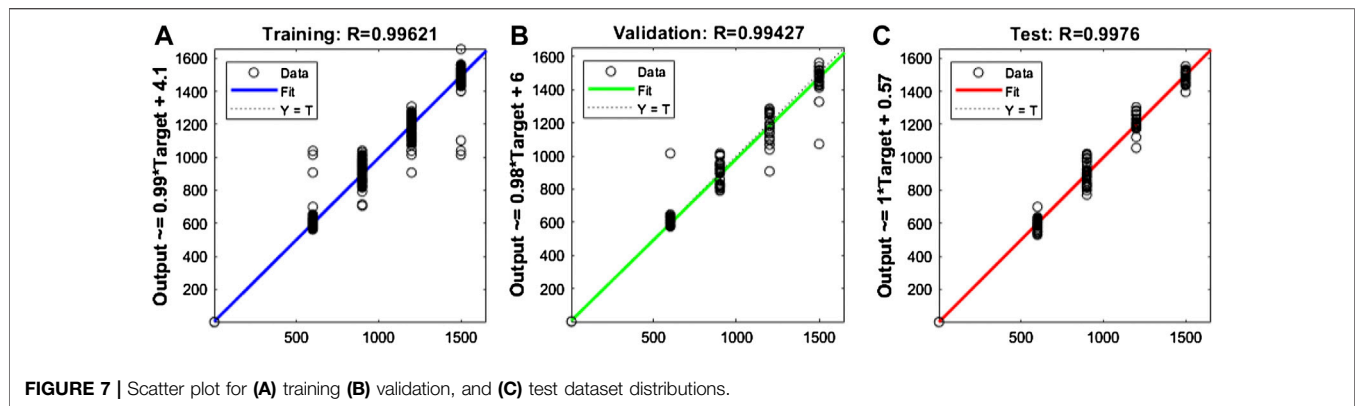 A
Training: R=0.99621
Output ~= 0.99*Target + 4.1
1600
1400
1200
1000
800
600
400
200
Data
Fit
Y = T
500
1000
1500
B
Validation: R=0.99427
Output ~= 0.98*Target + 6
1600
1400
1200
1000
800
600
400
200
Data
Fit
Y = T
500
1000
1500
C
Test: R=0.9976
Output ~= 1*Target + 0.57
1600
1400
1200
1000
800
600
400
200
Data
Fit
Y = T
500
1000
1500
FIGURE 7 | Scatter plot for (A) training (B) validation, and (C) test dataset distributions.